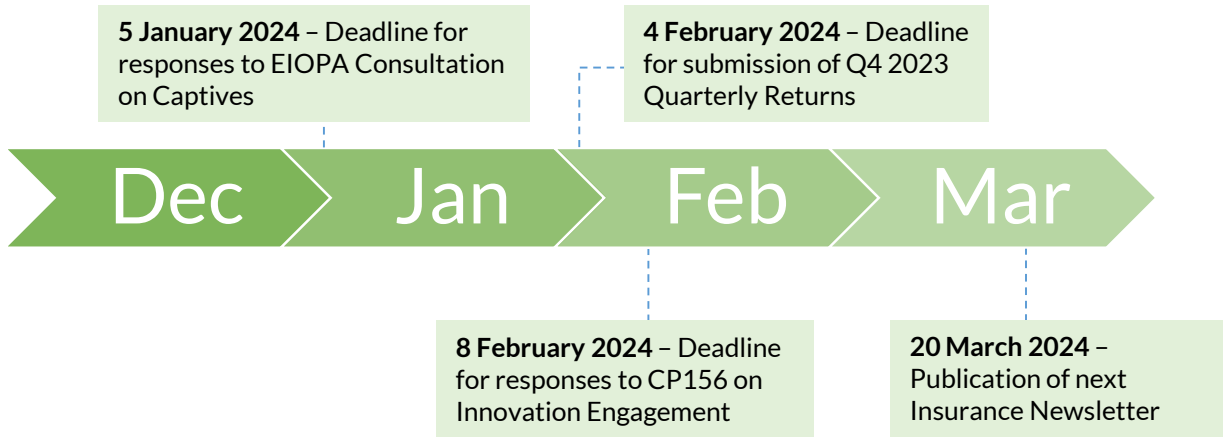 5 January 2024 – Deadline for
responses to EIOPA Consultation
on Captives
4 February 2024 – Deadline
for submission of Q4 2023
Quarterly Returns
Dec
Jan
Feb
Mar
8 February 2024 – Deadline
for responses to CP156 on
Innovation Engagement
20 March 2024 –
Publication of next
Insurance Newsletter